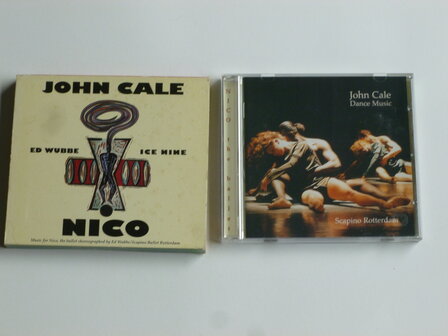 JOHN CALE
ED WUBBE ICE NINE
NICO
Music for Nico, the ballet choreographed by Ed Wubbe/Scapino Ballet Rotterdam
NICO the ballet
John Cale
Dance Music
Scapino Rotterdam